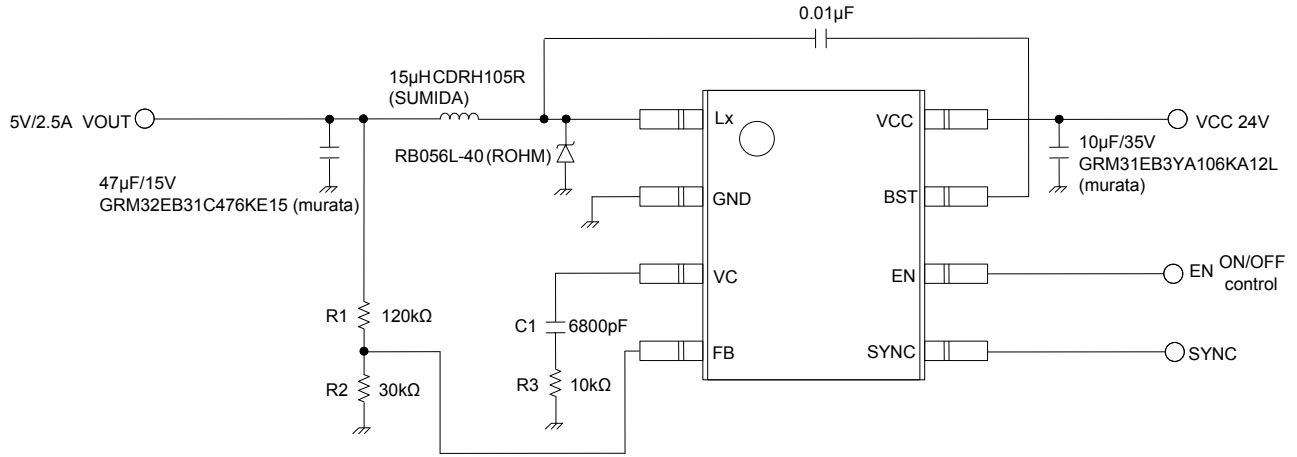 0.01µF
15µH CDRH105R
(SUMIDA)
5V/2.5A VOUT
Lx
VCC
VCC 24V
RB056L-40 (ROHM)
10µF/35V
GRM31EB3YA106KA12L
(murata)
47µF/15V
GRM32EB31C476KE15 (murata)
GND
BST
VC
EN
EN ON/OFF
control
R1 120kΩ
C1 6800pF
FB
SYNC
SYNC
R2 30kΩ
R3 10kΩ